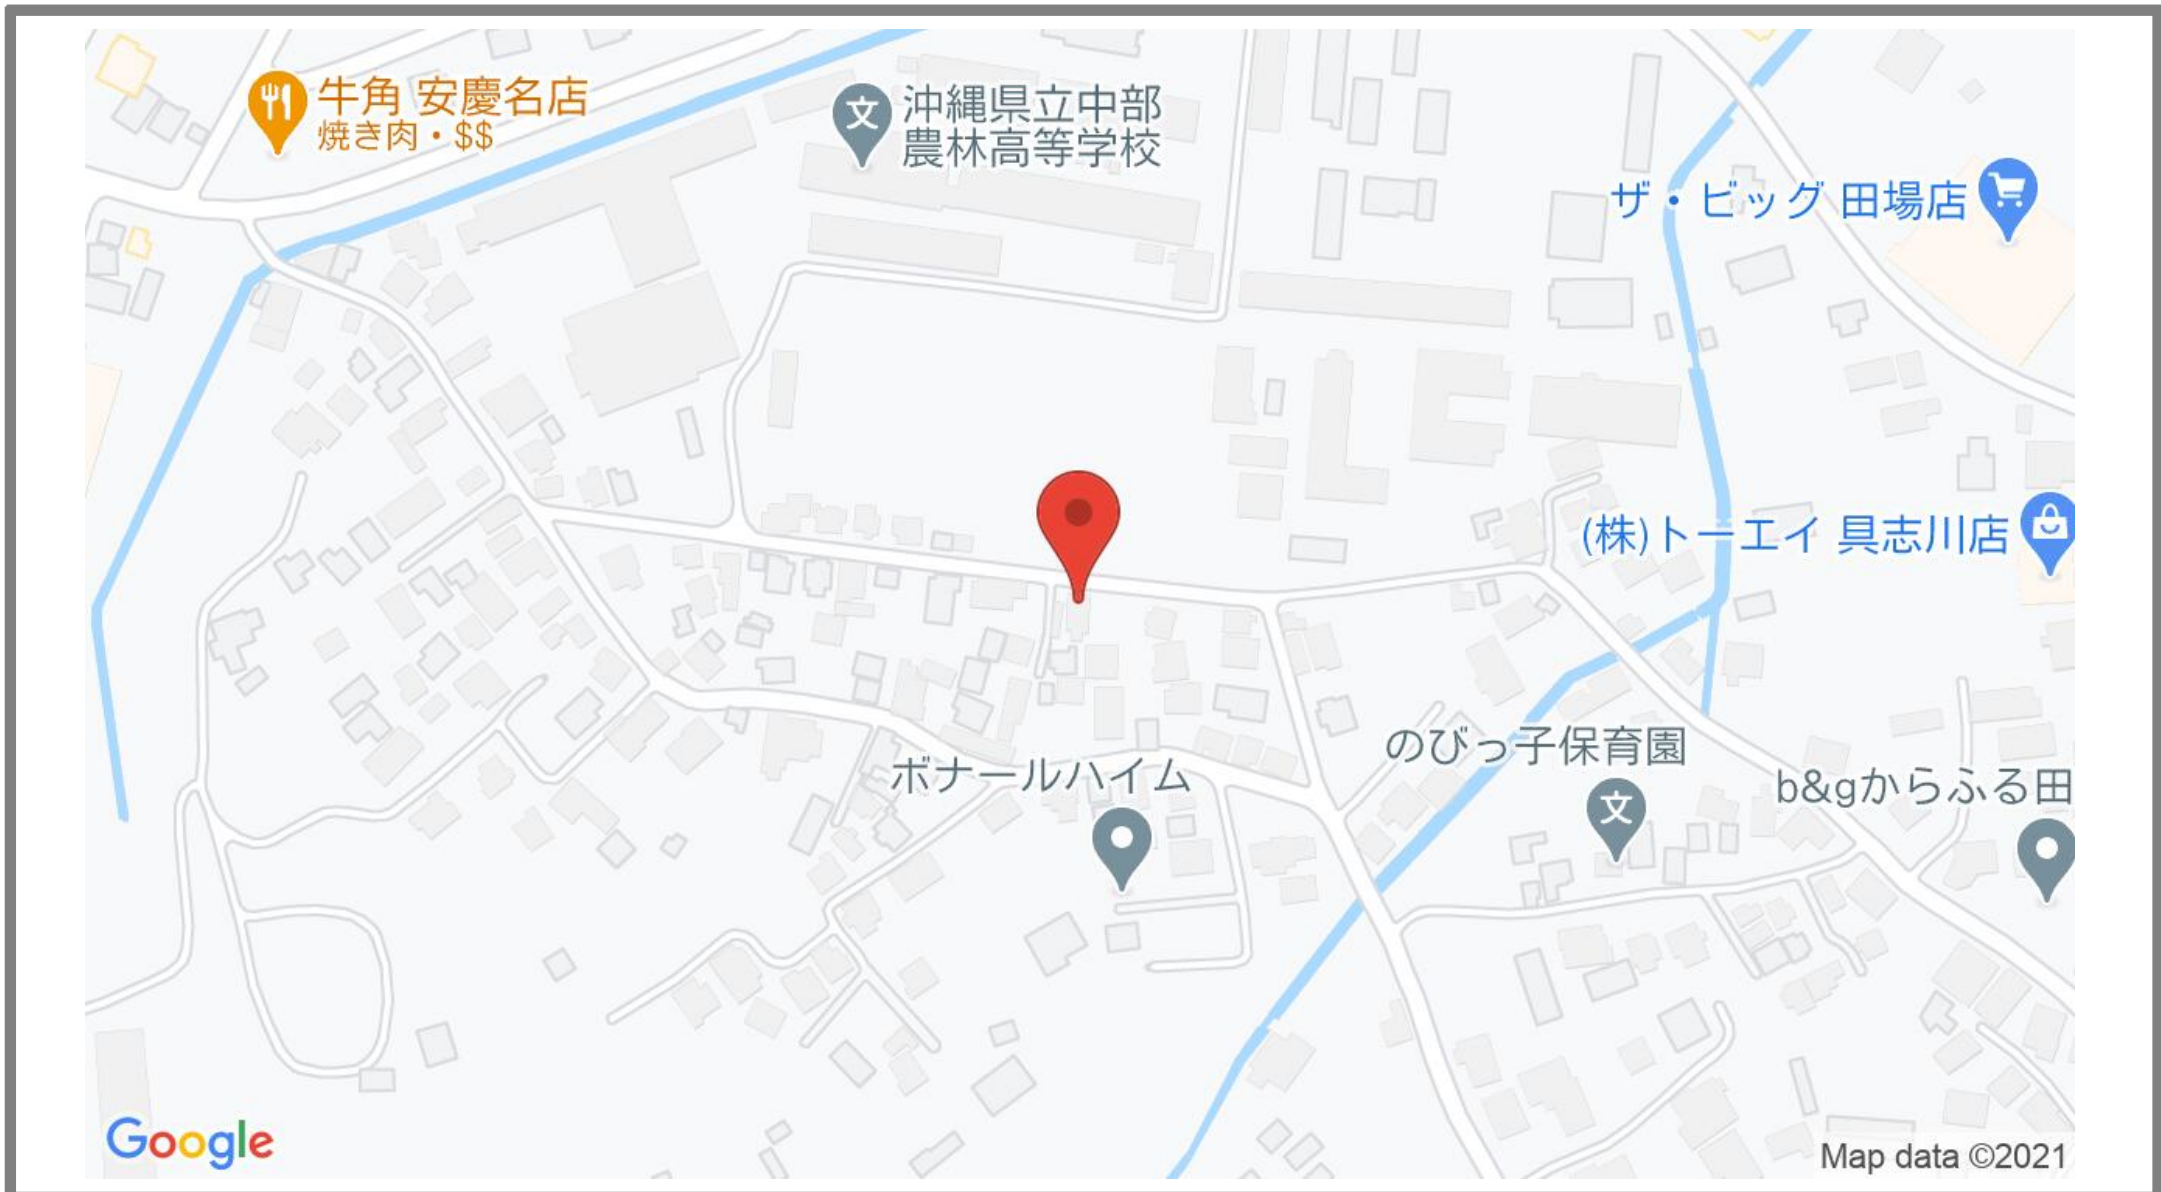 牛角 安慶名店
焼き肉・$$
沖縄県立中部
農林高等学校
ザ・ビッグ 田場店
(株)トーエイ 具志川店
のびっ子保育園
ボナールハイム
b&gからふる田
文
文
Google
Map data ©2021